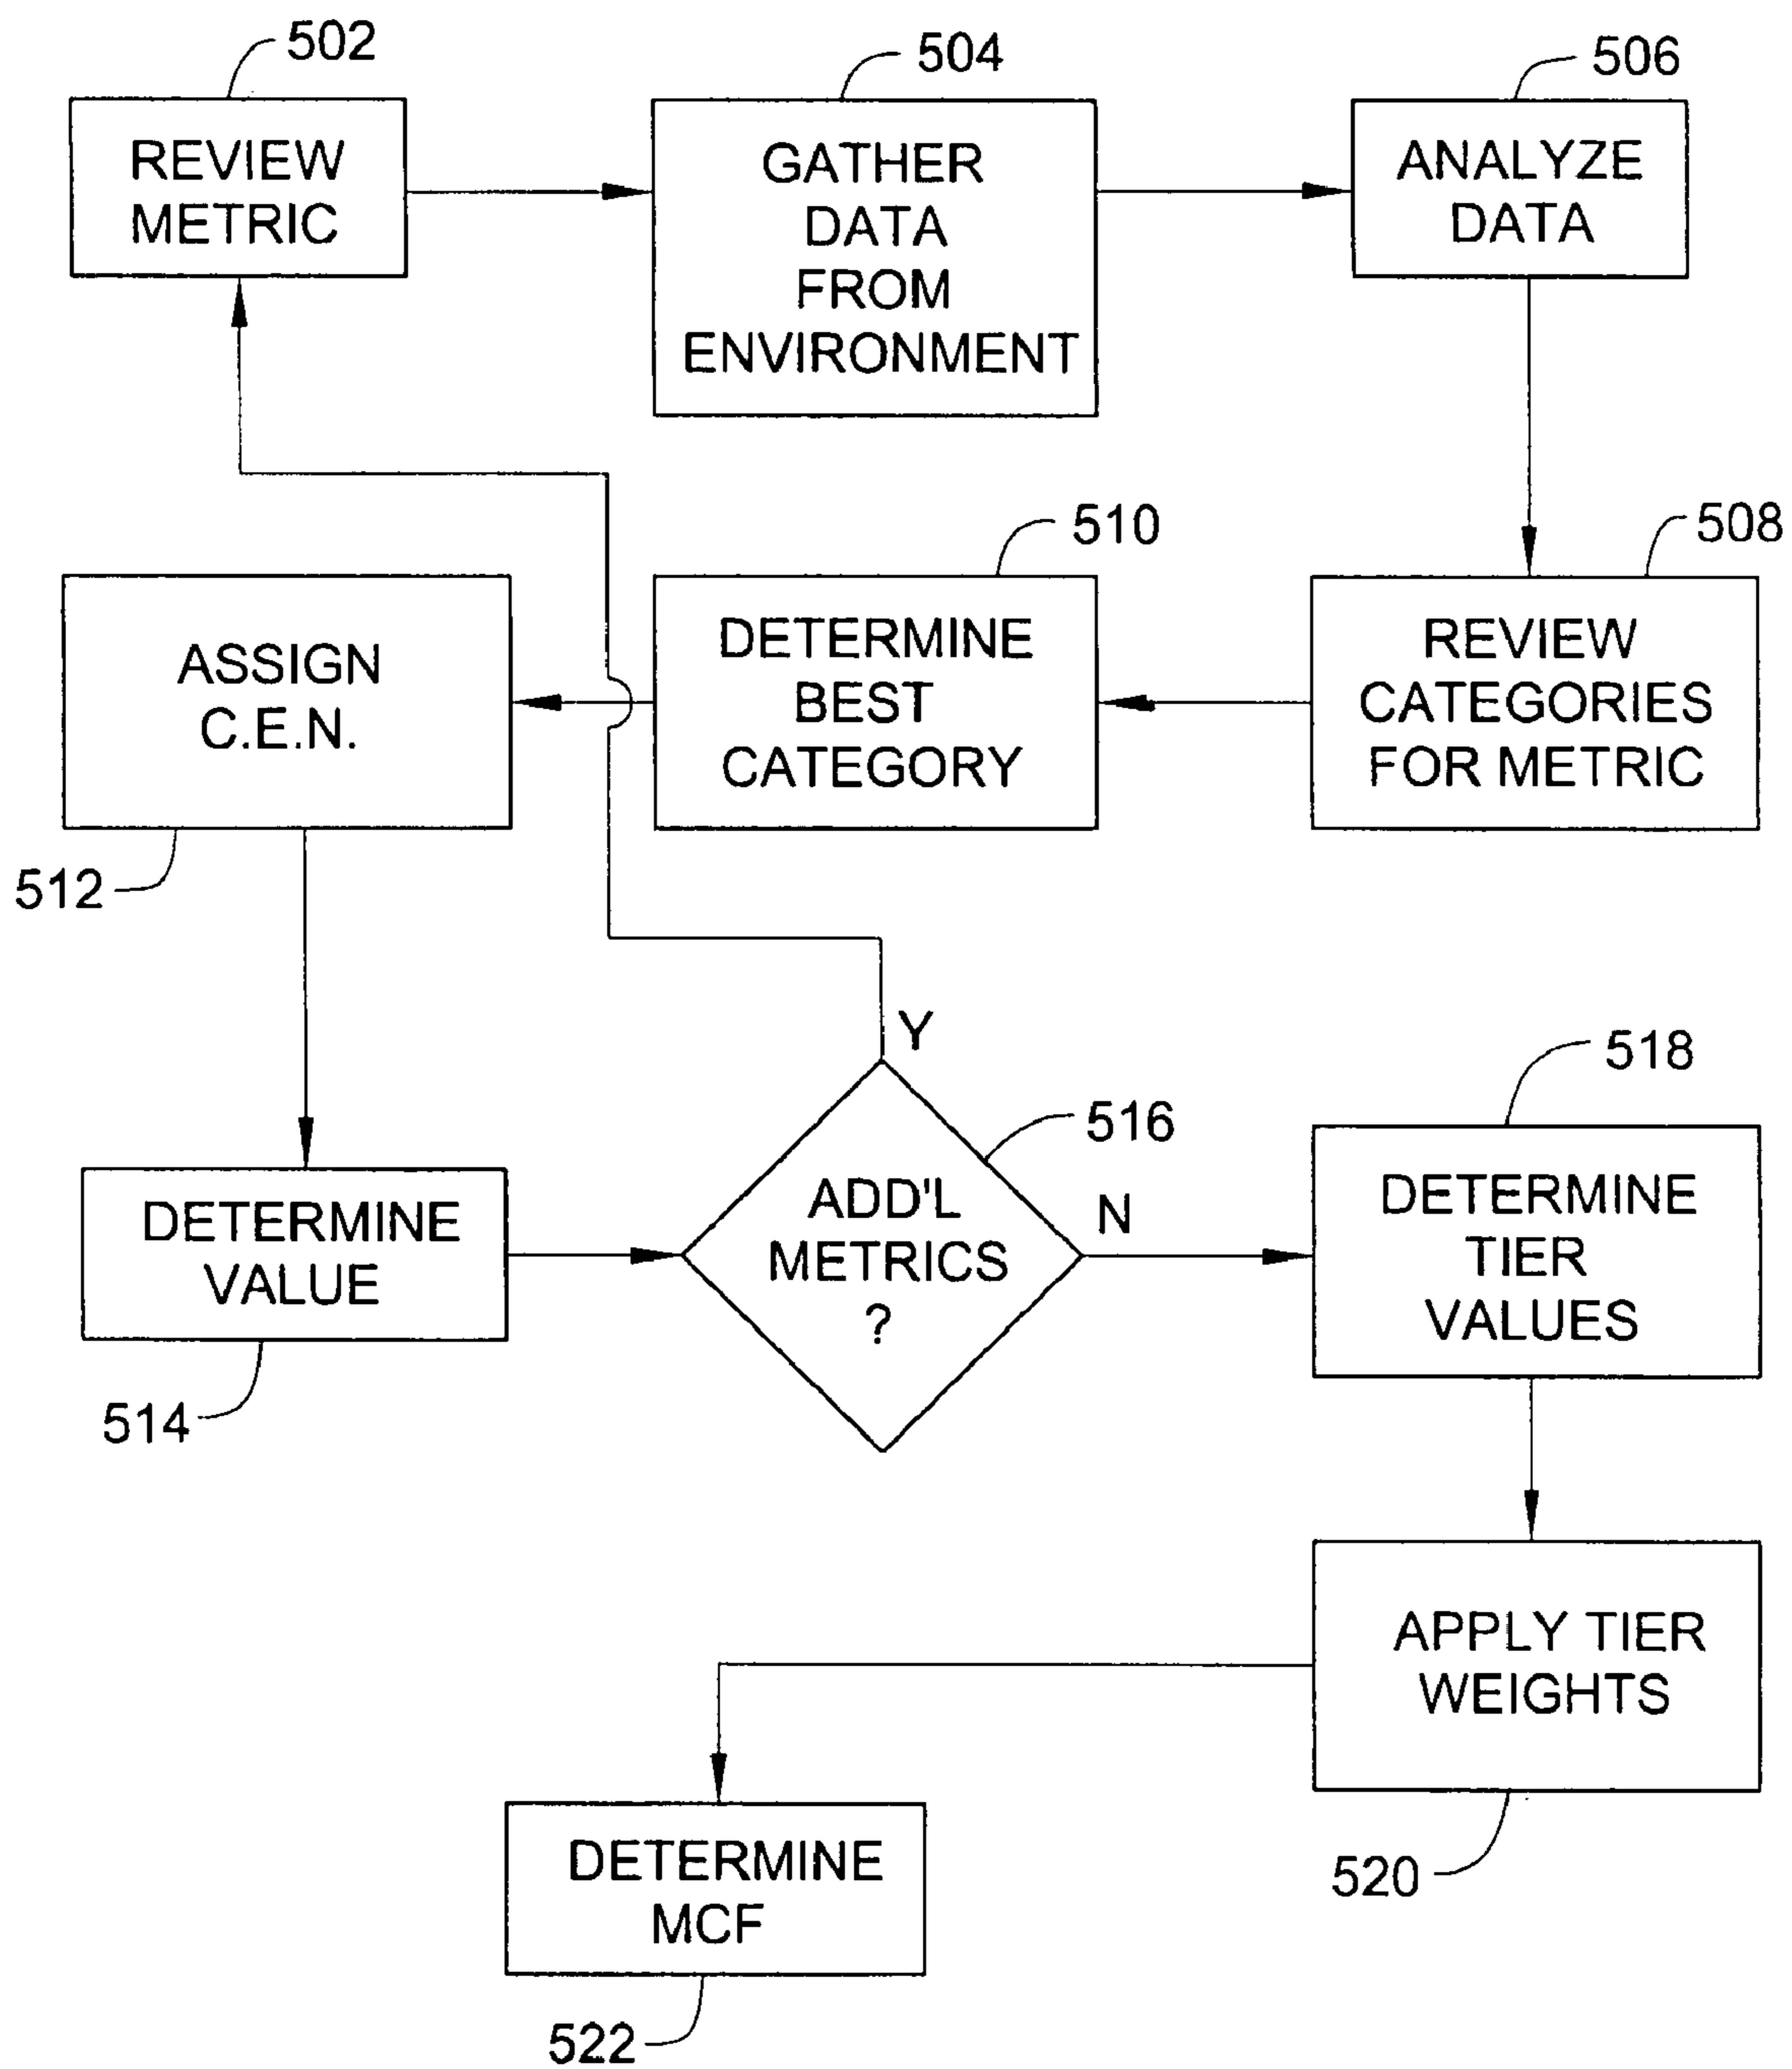 502
REVIEW
METRIC
504
GATHER
DATA
FROM
ENVIRONMENT
506
ANALYZE
DATA
508
REVIEW
CATEGORIES
FOR METRIC
510
DETERMINE
BEST
CATEGORY
ASSIGN
C.E.N.
512
DETERMINE
VALUE
514
Y
516
ADD'L
METRICS
?
N
518
DETERMINE
TIER
VALUES
APPLY TIER
WEIGHTS
520
DETERMINE
MCF
522